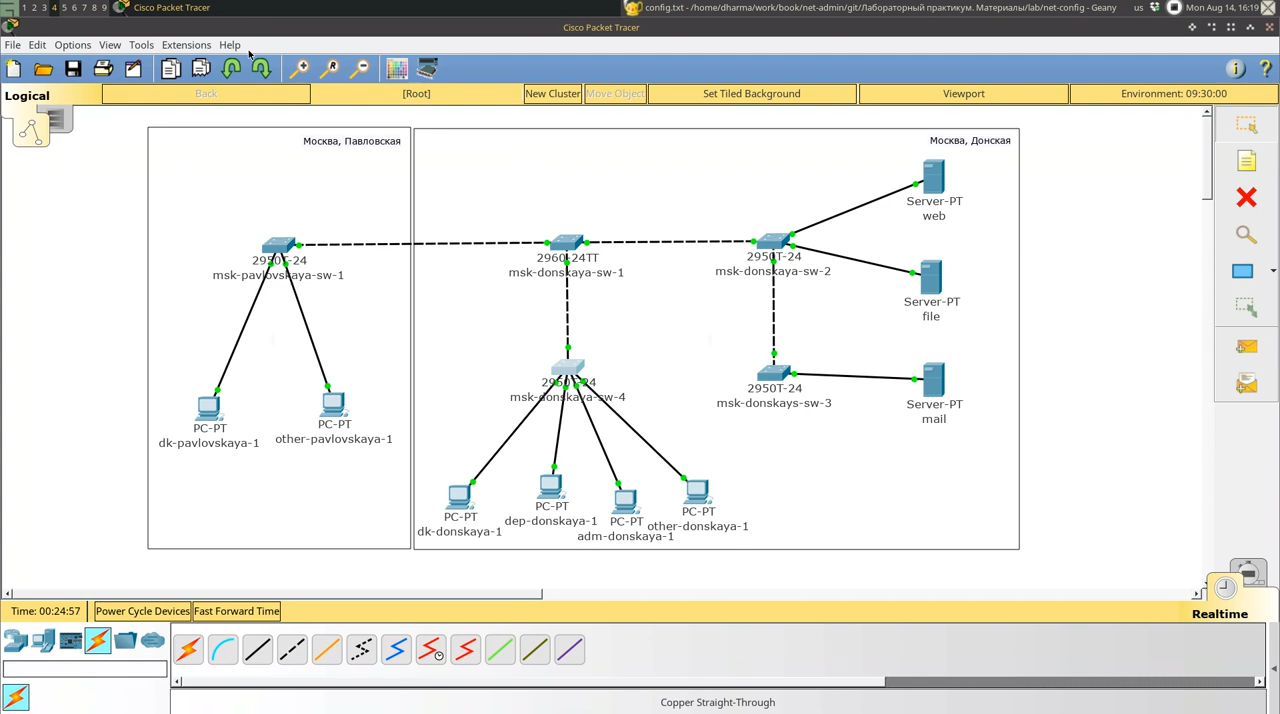 1 2 3 4 5 6 7 8 9 Cisco Packet Tracer config.txt - /home/dharma/work/book/net-admin/git/Лабораторный практикум. Материалы/lab/net-config - Geany us Mon Aug 14, 16:19
Cisco Packet Tracer
File Edit Options View Tools Extensions Help
Logical Back [Root] New Cluster Move Object Set Tiled Background Viewport Environment: 09:30:00
Москва, Павловская
Москва, Донская
Server-PT
web
2950T-24
msk-pavlovskaya-sw-1
2960-24TT
msk-donskaya-sw-1
2950T-24
msk-donskaya-sw-2
Server-PT
file
2950T-24
msk-donskaya-sw-4
2950T-24
msk-donskays-sw-3
Server-PT
mail
PC-PT
dk-pavlovskaya-1
PC-PT
other-pavlovskaya-1
PC-PT
dk-donskaya-1
PC-PT
dep-donskaya-1
PC-PT
adm-donskaya-1
PC-PT
other-donskaya-1
Time: 00:24:57 Power Cycle Devices Fast Forward Time
Realtime
Copper Straight-Through